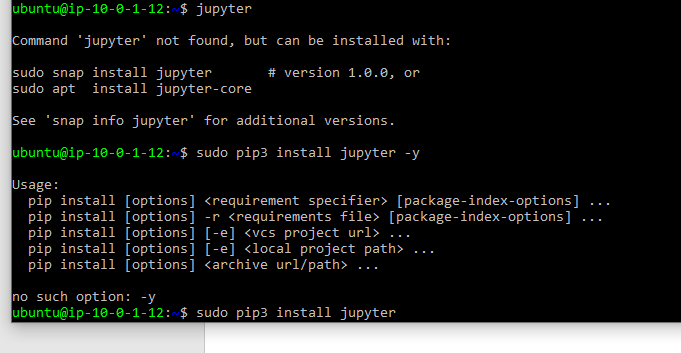 ubuntu@ip-10-0-1-12:~$ jupyter
Command 'jupyter' not found, but can be installed with:
sudo snap install jupyter       # version 1.0.0, or
sudo apt  install jupyter-core
See 'snap info jupyter' for additional versions.
ubuntu@ip-10-0-1-12:~$ sudo pip3 install jupyter -y
Usage:
  pip install [options] <requirement specifier> [package-index-options] ...
  pip install [options] -r <requirements file> [package-index-options] ...
  pip install [options] [-e] <vcs project url> ...
  pip install [options] [-e] <local project path> ...
  pip install [options] <archive url/path> ...
no such option: -y
ubuntu@ip-10-0-1-12:~$ sudo pip3 install jupyter